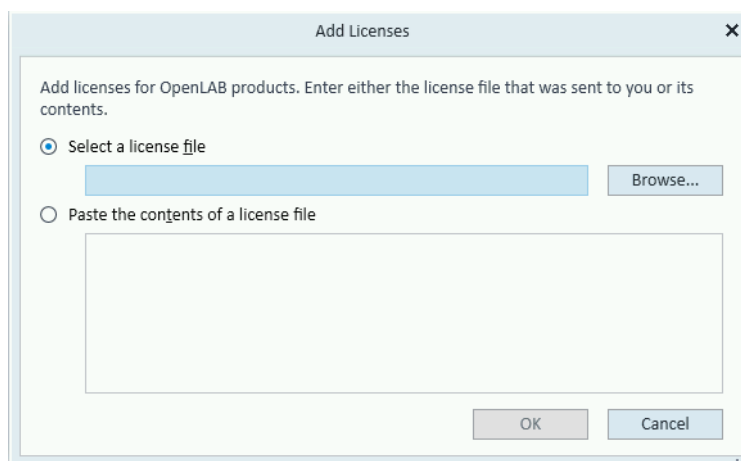 Add Licenses
Add licenses for OpenLAB products. Enter either the license file that was sent to you or its
contents.
Select a license file
Browse...
Paste the contents of a license file
OK
Cancel